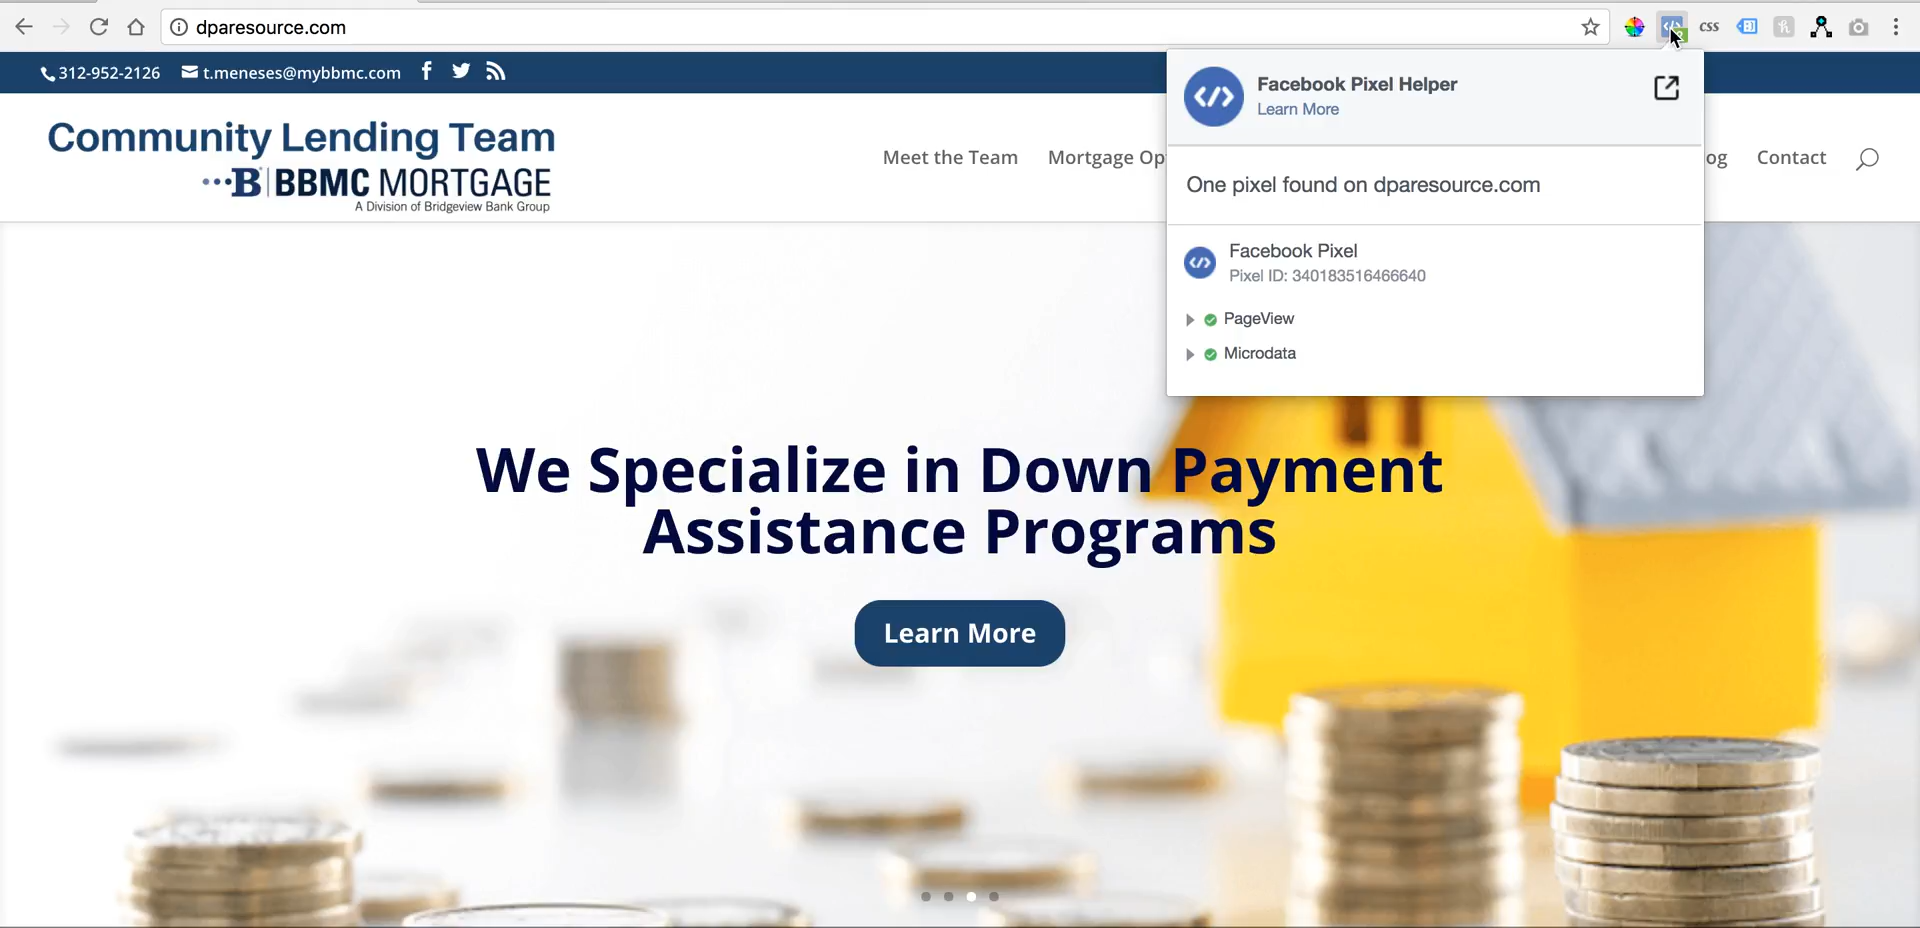 dparesource.com
css
312-952-2126 t.meneses@mybbmc.com
Facebook Pixel Helper
Learn More
Community Lending Team
B BBMC MORTGAGE
A Division of Bridgeview Bank Group
Meet the Team Mortgage Op og Contact
One pixel found on dparesource.com
Facebook Pixel
Pixel ID: 340183516466640
PageView
Microdata
We Specialize in Down Payment
Assistance Programs
Learn More